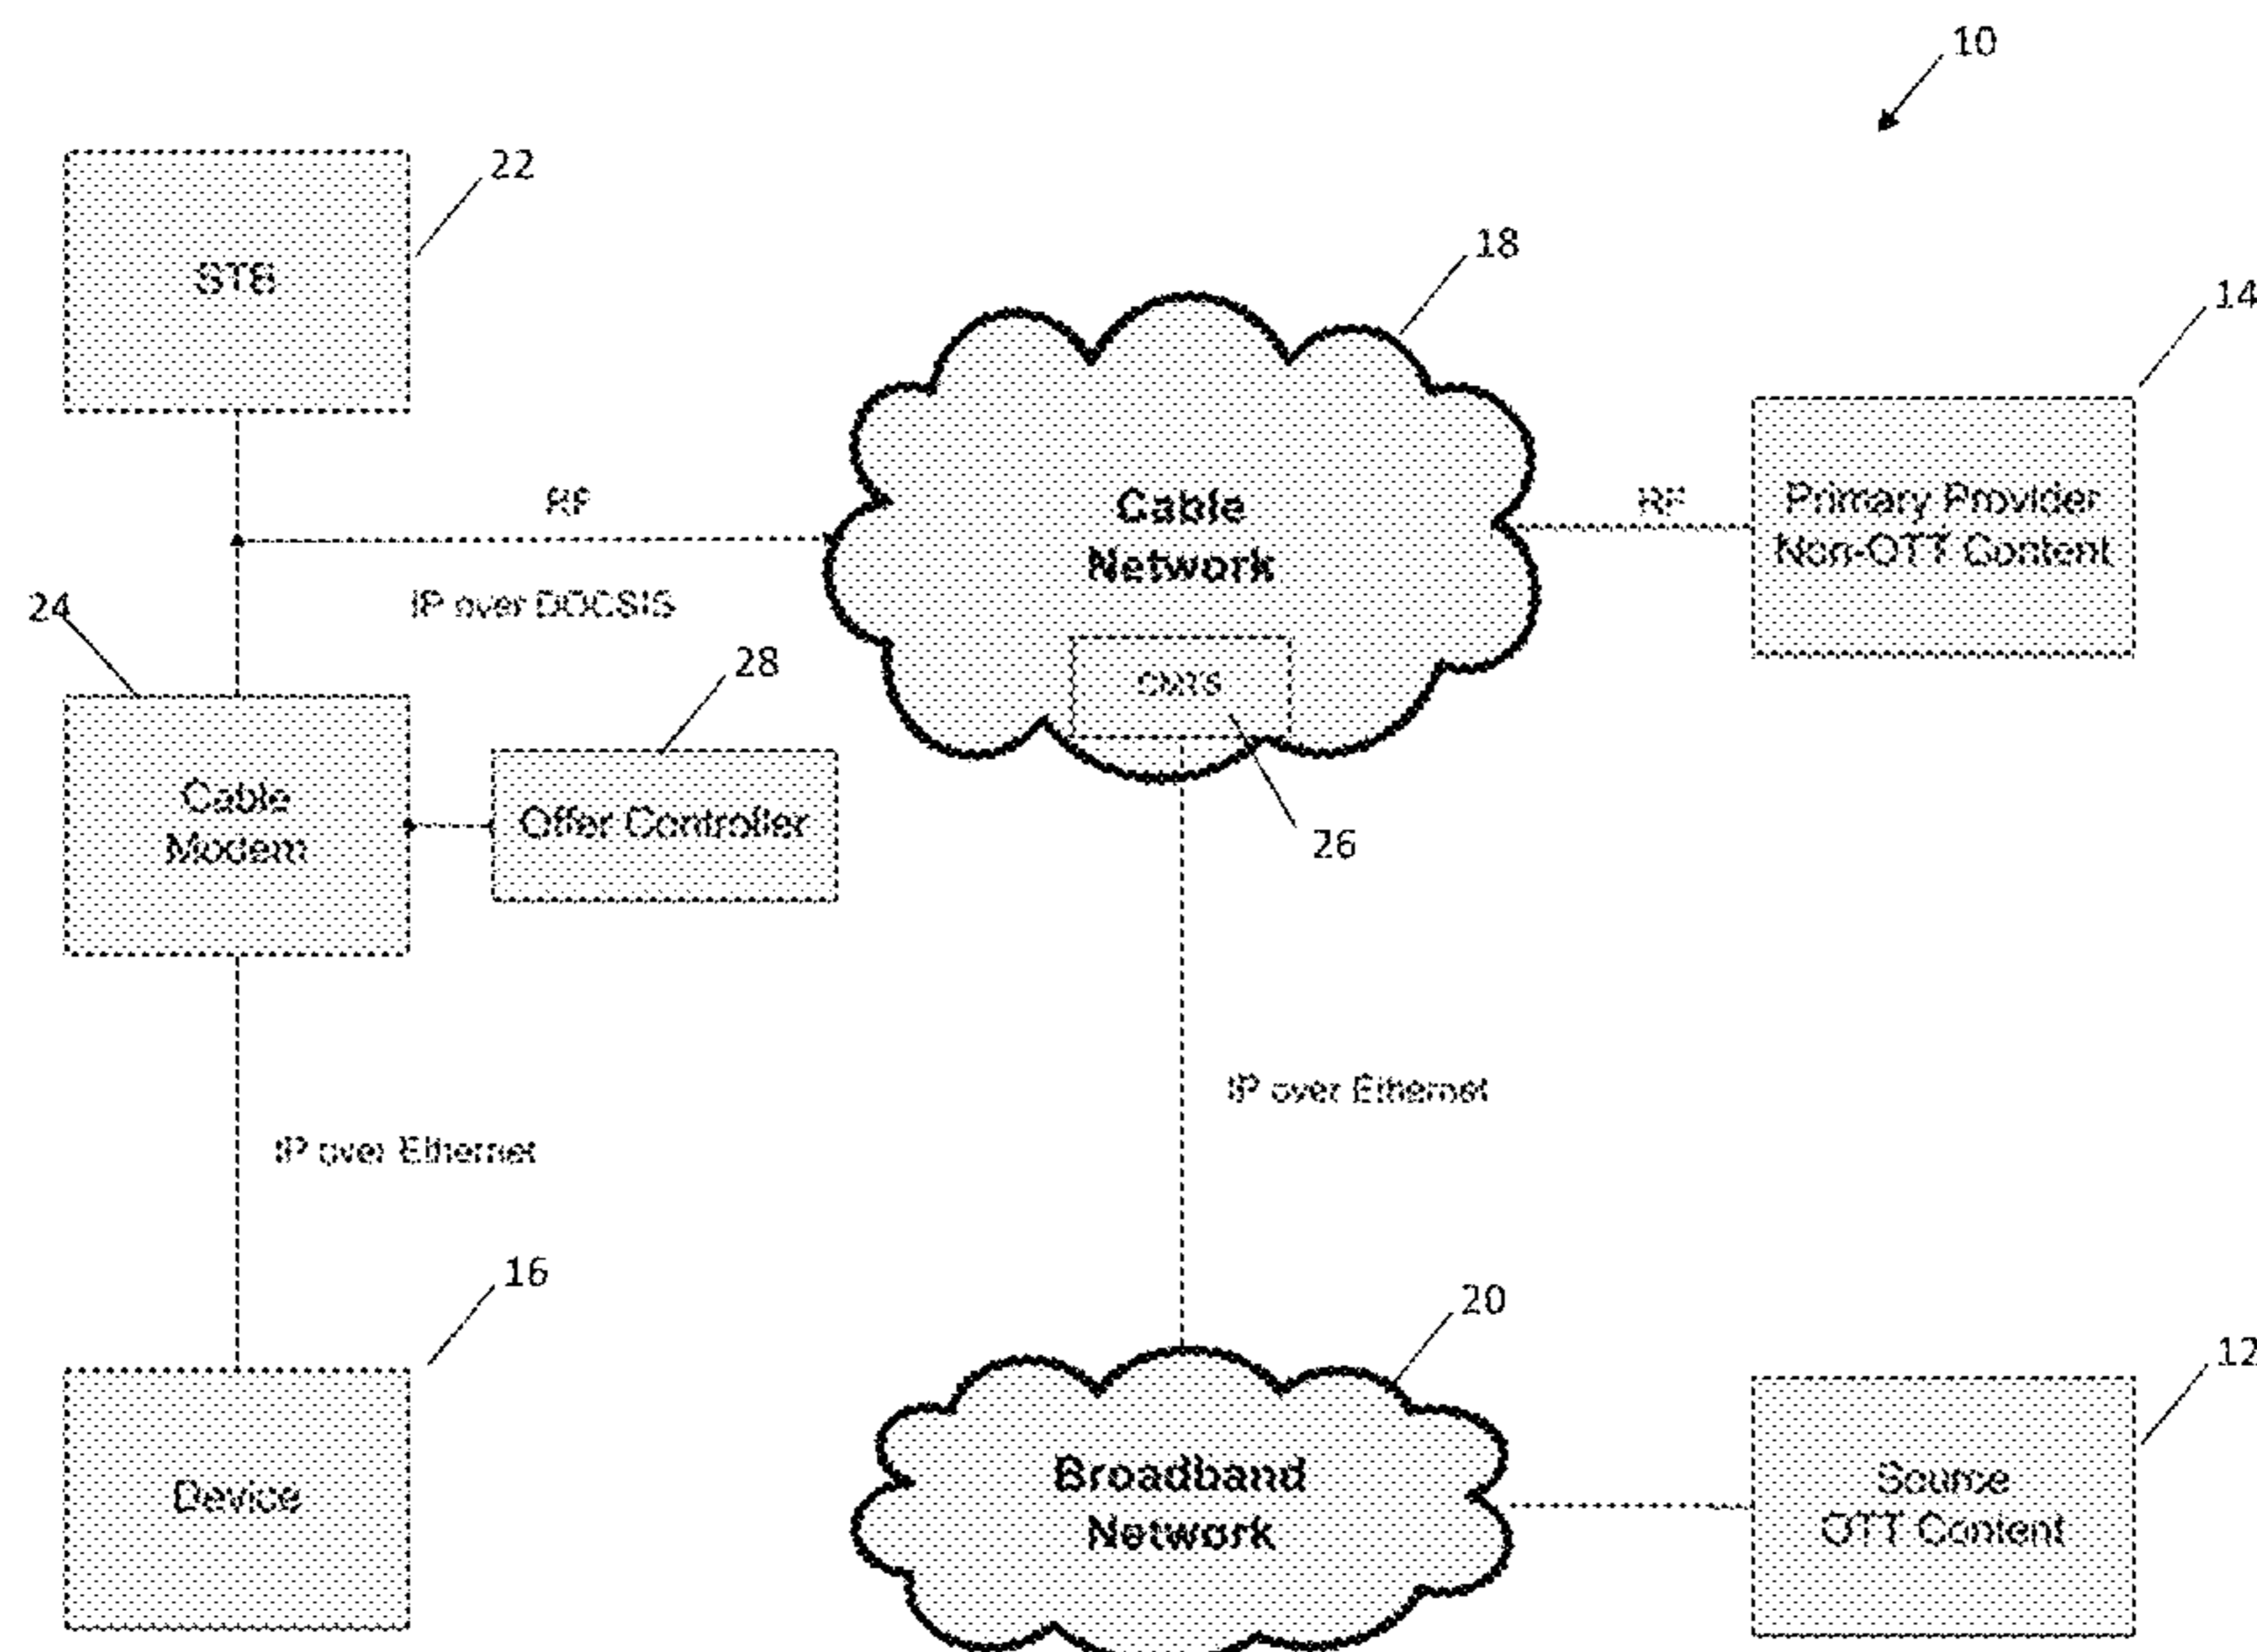 10
22
STB
18
14
RF
Cable
Network
RF
Primary Provider
Non-OTT Content
24
IP over DOCSIS
28
CMTS
Cable
Modem
Offer Controller
26
IP over Ethernet
IP over Ethernet
16
20
12
Device
Broadband
Network
Source
OTT Content